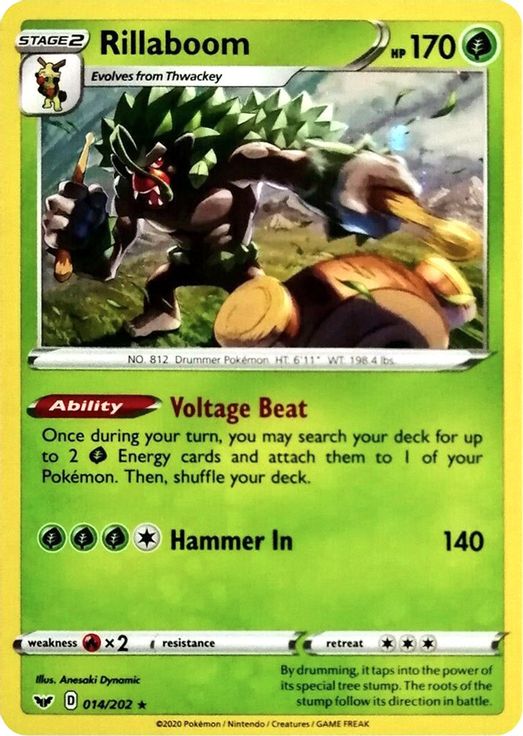 STAGE 2 Rillaboom HP 170
Evolves from Thwackey
NO. 812 Drummer Pokémon. HT: 6'11" WT: 198.4 lbs.
Ability Voltage Beat
Once during your turn, you may search your deck for up
to 2 Energy cards and attach them to 1 of your
Pokémon. Then, shuffle your deck.
Hammer In 140
weakness ×2 resistance retreat
Illus. Anesaki Dynamic
D 014/202 ★
By drumming, it taps into the power of
its special tree stump. The roots of the
stump follow its direction in battle.
©2020 Pokémon / Nintendo / Creatures / GAME FREAK